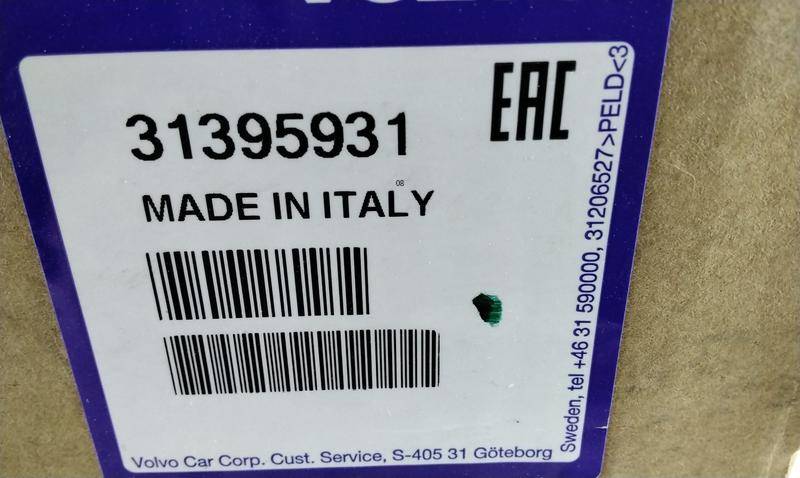 EAC
31395931
08
MADE IN ITALY
Volvo Car Corp. Cust. Service, S-405 31 Göteborg
Sweden, tel +46 31 590000, 31206527>PELD<3